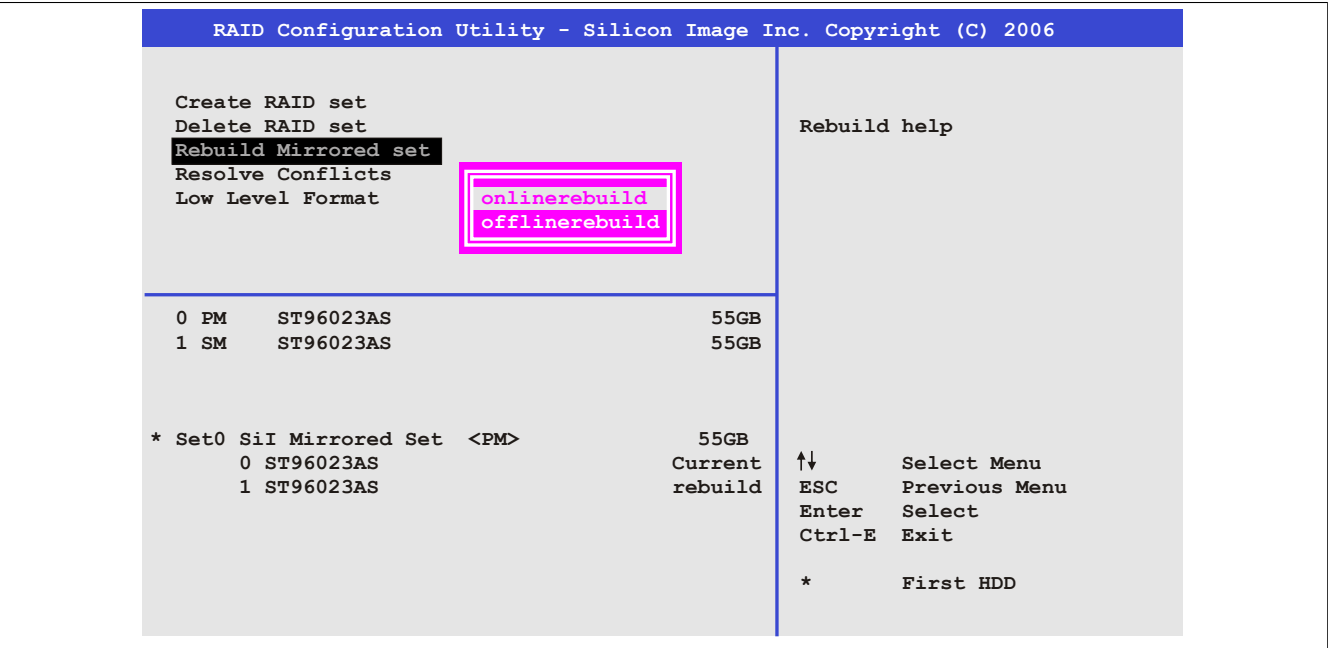 RAID Configuration Utility - Silicon Image Inc. Copyright (C) 2006
Create RAID set
Delete RAID set
Rebuild Mirrored set
Resolve Conflicts
Low Level Format
onlinerebuild
offlinerebuild
Rebuild help
0 PM ST96023AS 55GB
1 SM ST96023AS 55GB
* Set0 SiI Mirrored Set <PM> 55GB
0 ST96023AS Current
1 ST96023AS rebuild
↑↓ Select Menu
ESC Previous Menu
Enter Select
Ctrl-E Exit
* First HDD